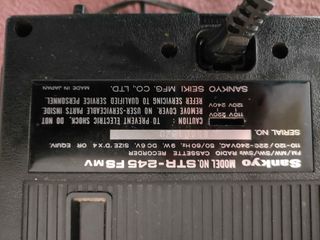 Sankyo MODEL NO. STR-245 FSMV
FM/MW/SW₁/SW₂ RADIO CASSETTE RECORDER
110-120/220-240VAC, 50/60Hz, 9W. DC 6V, SIZE'D'X4 OR EQUIV.
SERIAL NO.
CAUTION: TO PREVENT ELECTRIC SHOCK, DO NOT
REMOVE COVER. NO USER-SERVICEABLE PARTS INSIDE.
REFER SERVICING TO QUALIFIED SERVICE PERSONNEL.
110V 220V
120V 240V
SANKYO SEIKI MFG. CO., LTD.
MADE IN JAPAN